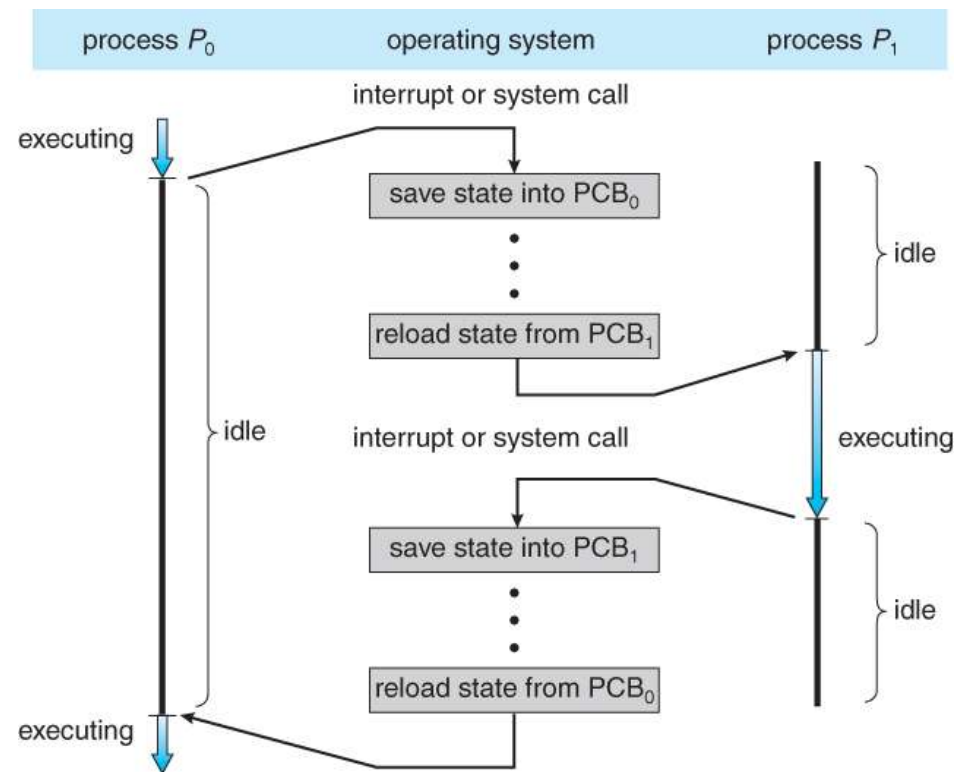 process P₀ operating system process P₁
interrupt or system call
executing
save state into PCB₀
idle
reload state from PCB₁
idle
interrupt or system call
executing
save state into PCB₁
idle
reload state from PCB₀
executing